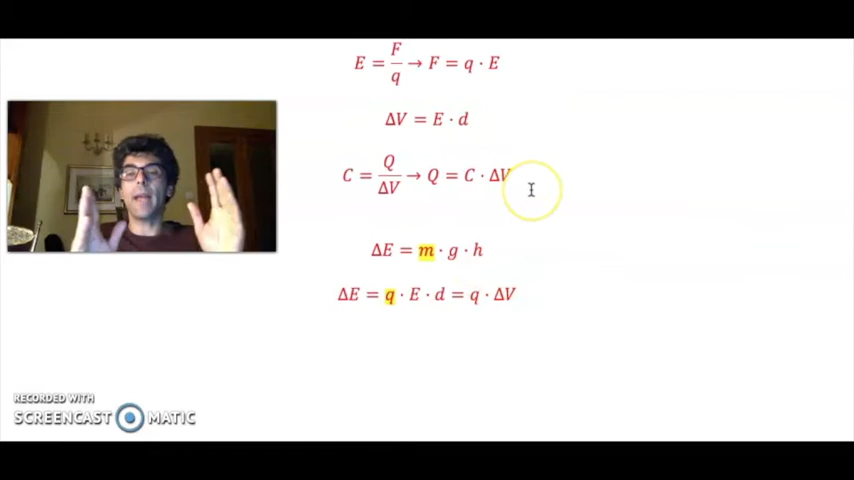 E = F/q → F = q · E
ΔV = E · d
C = Q/ΔV → Q = C · ΔV
ΔE = m · g · h
ΔE = q · E · d = q · ΔV
RECORDED WITH
SCREENCAST MATIC